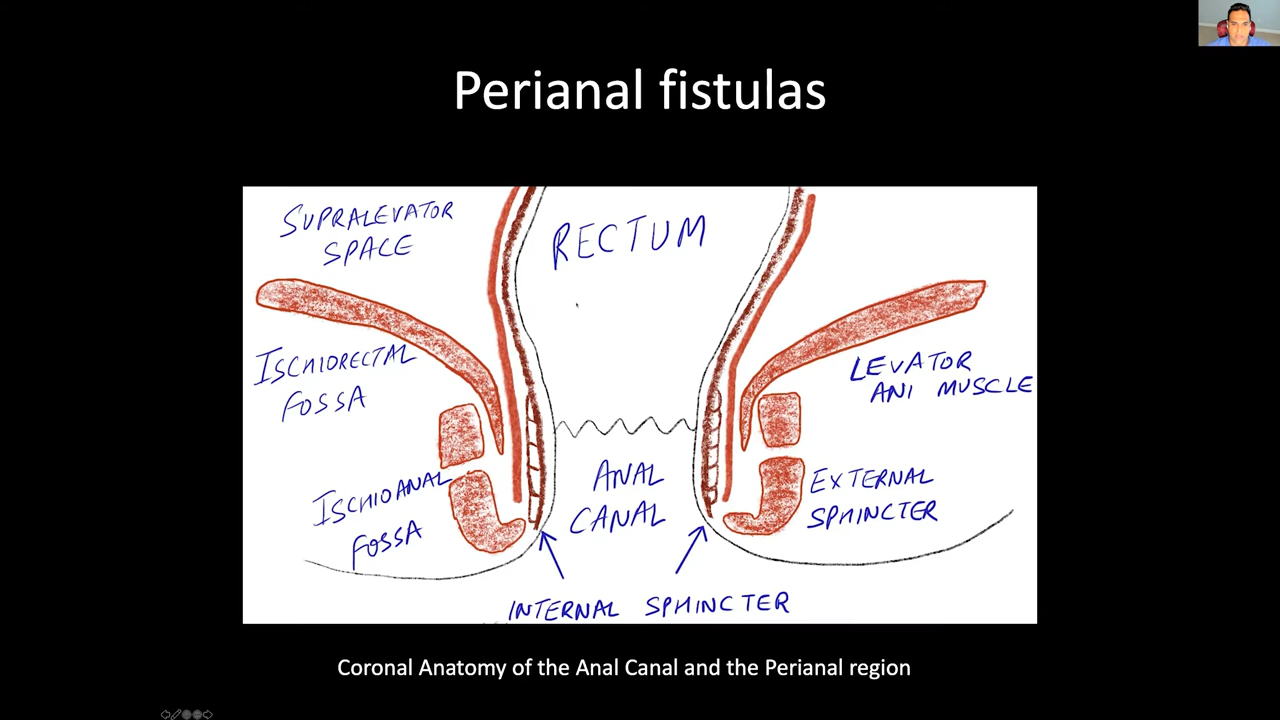 Perianal fistulas
SUPRALEVATOR
SPACE
RECTUM
ISCHIORECTAL
FOSSA
LEVATOR
ANI MUSCLE
ISCHIOANAL
FOSSA
ANAL
CANAL
EXTERNAL
SPHINCTER
INTERNAL SPHINCTER
Coronal Anatomy of the Anal Canal and the Perianal region